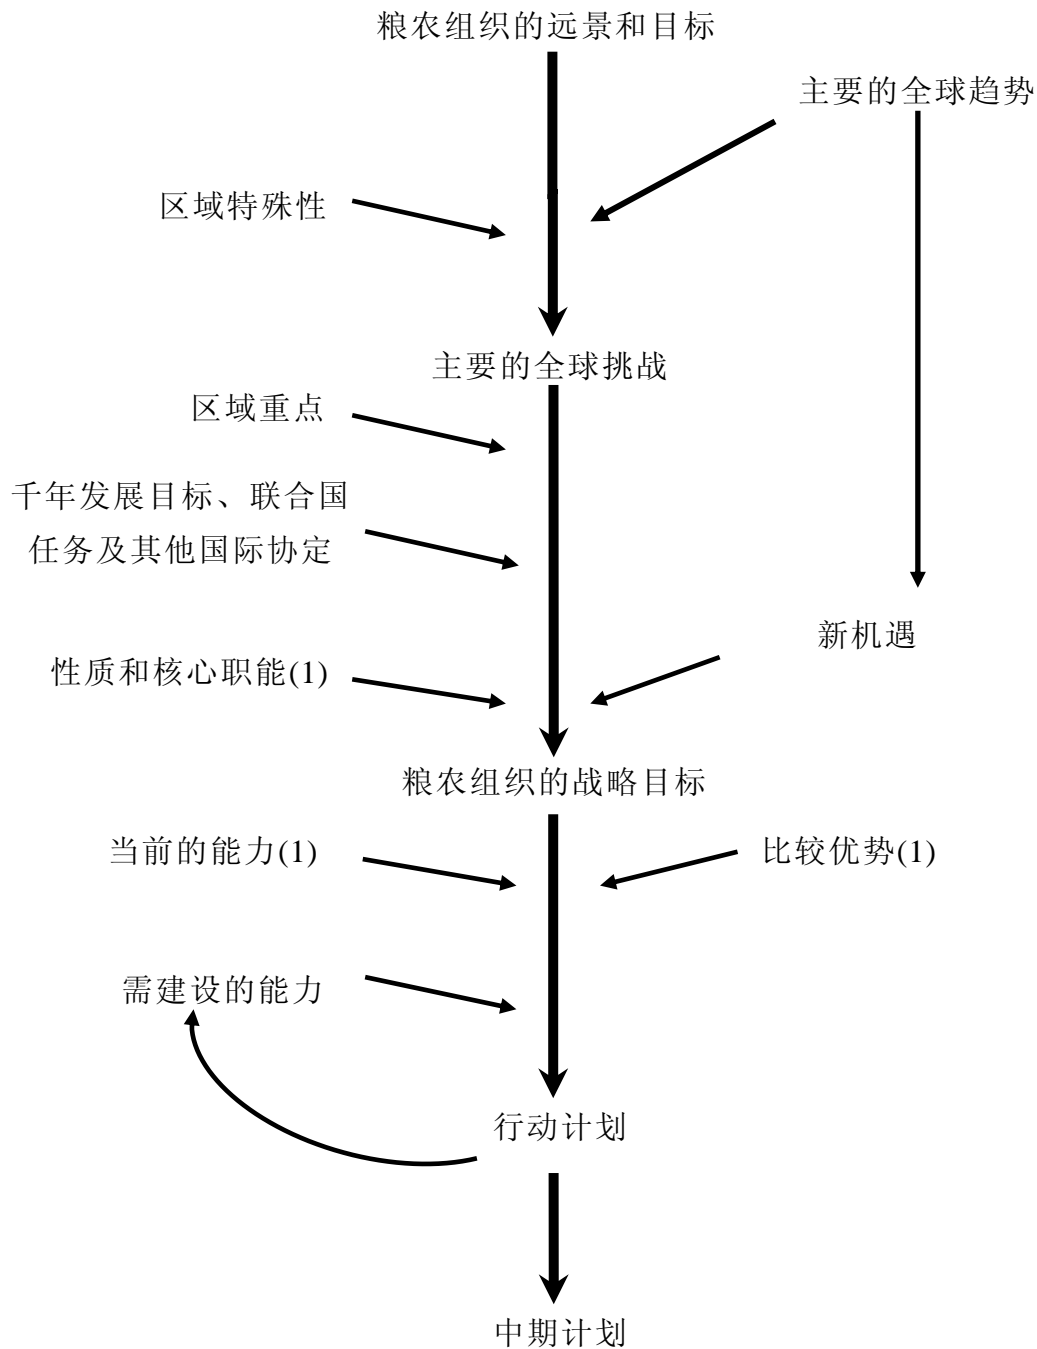 粮农组织的远景和目标
主要的全球趋势
区域特殊性
主要的全球挑战
区域重点
千年发展目标、联合国
任务及其他国际协定
新机遇
性质和核心职能(1)
粮农组织的战略目标
当前的能力(1)
比较优势(1)
需建设的能力
行动计划
中期计划